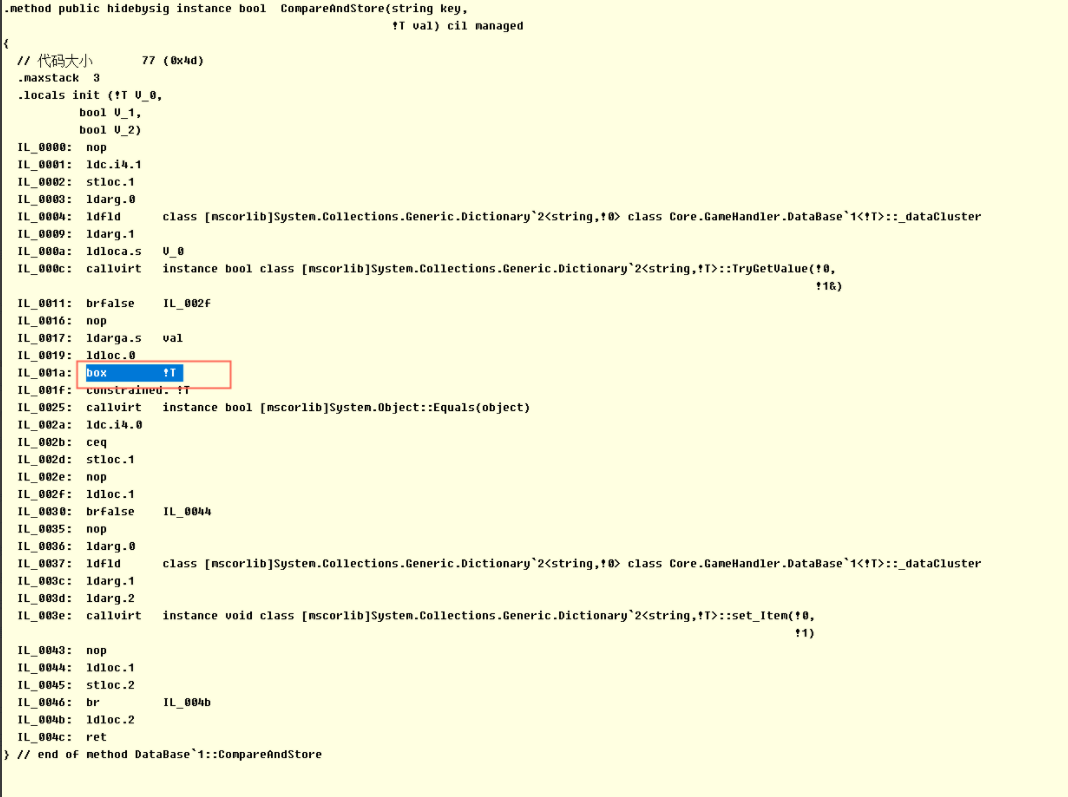 .method public hidebysig instance bool  CompareAndStore(string key,
                                                        !T val) cil managed
{
  // 代码大小       77 (0x4d)
  .maxstack  3
  .locals init (!T V_0,
           bool V_1,
           bool V_2)
  IL_0000:  nop
  IL_0001:  ldc.i4.1
  IL_0002:  stloc.1
  IL_0003:  ldarg.0
  IL_0004:  ldfld      class [mscorlib]System.Collections.Generic.Dictionary`2<string,!0> class Core.GameHandler.DataBase`1<!T>::_dataCluster
  IL_0009:  ldarg.1
  IL_000a:  ldloca.s   V_0
  IL_000c:  callvirt   instance bool class [mscorlib]System.Collections.Generic.Dictionary`2<string,!T>::TryGetValue(!0,
                                                                                                                     !1&)
  IL_0011:  brfalse    IL_002f
  IL_0016:  nop
  IL_0017:  ldarga.s   val
  IL_0019:  ldloc.0
  IL_001a:  box        !T
  IL_001f:  constrained. !T
  IL_0025:  callvirt   instance bool [mscorlib]System.Object::Equals(object)
  IL_002a:  ldc.i4.0
  IL_002b:  ceq
  IL_002d:  stloc.1
  IL_002e:  nop
  IL_002f:  ldloc.1
  IL_0030:  brfalse    IL_0044
  IL_0035:  nop
  IL_0036:  ldarg.0
  IL_0037:  ldfld      class [mscorlib]System.Collections.Generic.Dictionary`2<string,!0> class Core.GameHandler.DataBase`1<!T>::_dataCluster
  IL_003c:  ldarg.1
  IL_003d:  ldarg.2
  IL_003e:  callvirt   instance void class [mscorlib]System.Collections.Generic.Dictionary`2<string,!T>::set_Item(!0,
                                                                                                                  !1)
  IL_0043:  nop
  IL_0044:  ldloc.1
  IL_0045:  stloc.2
  IL_0046:  br         IL_004b
  IL_004b:  ldloc.2
  IL_004c:  ret
} // end of method DataBase`1::CompareAndStore